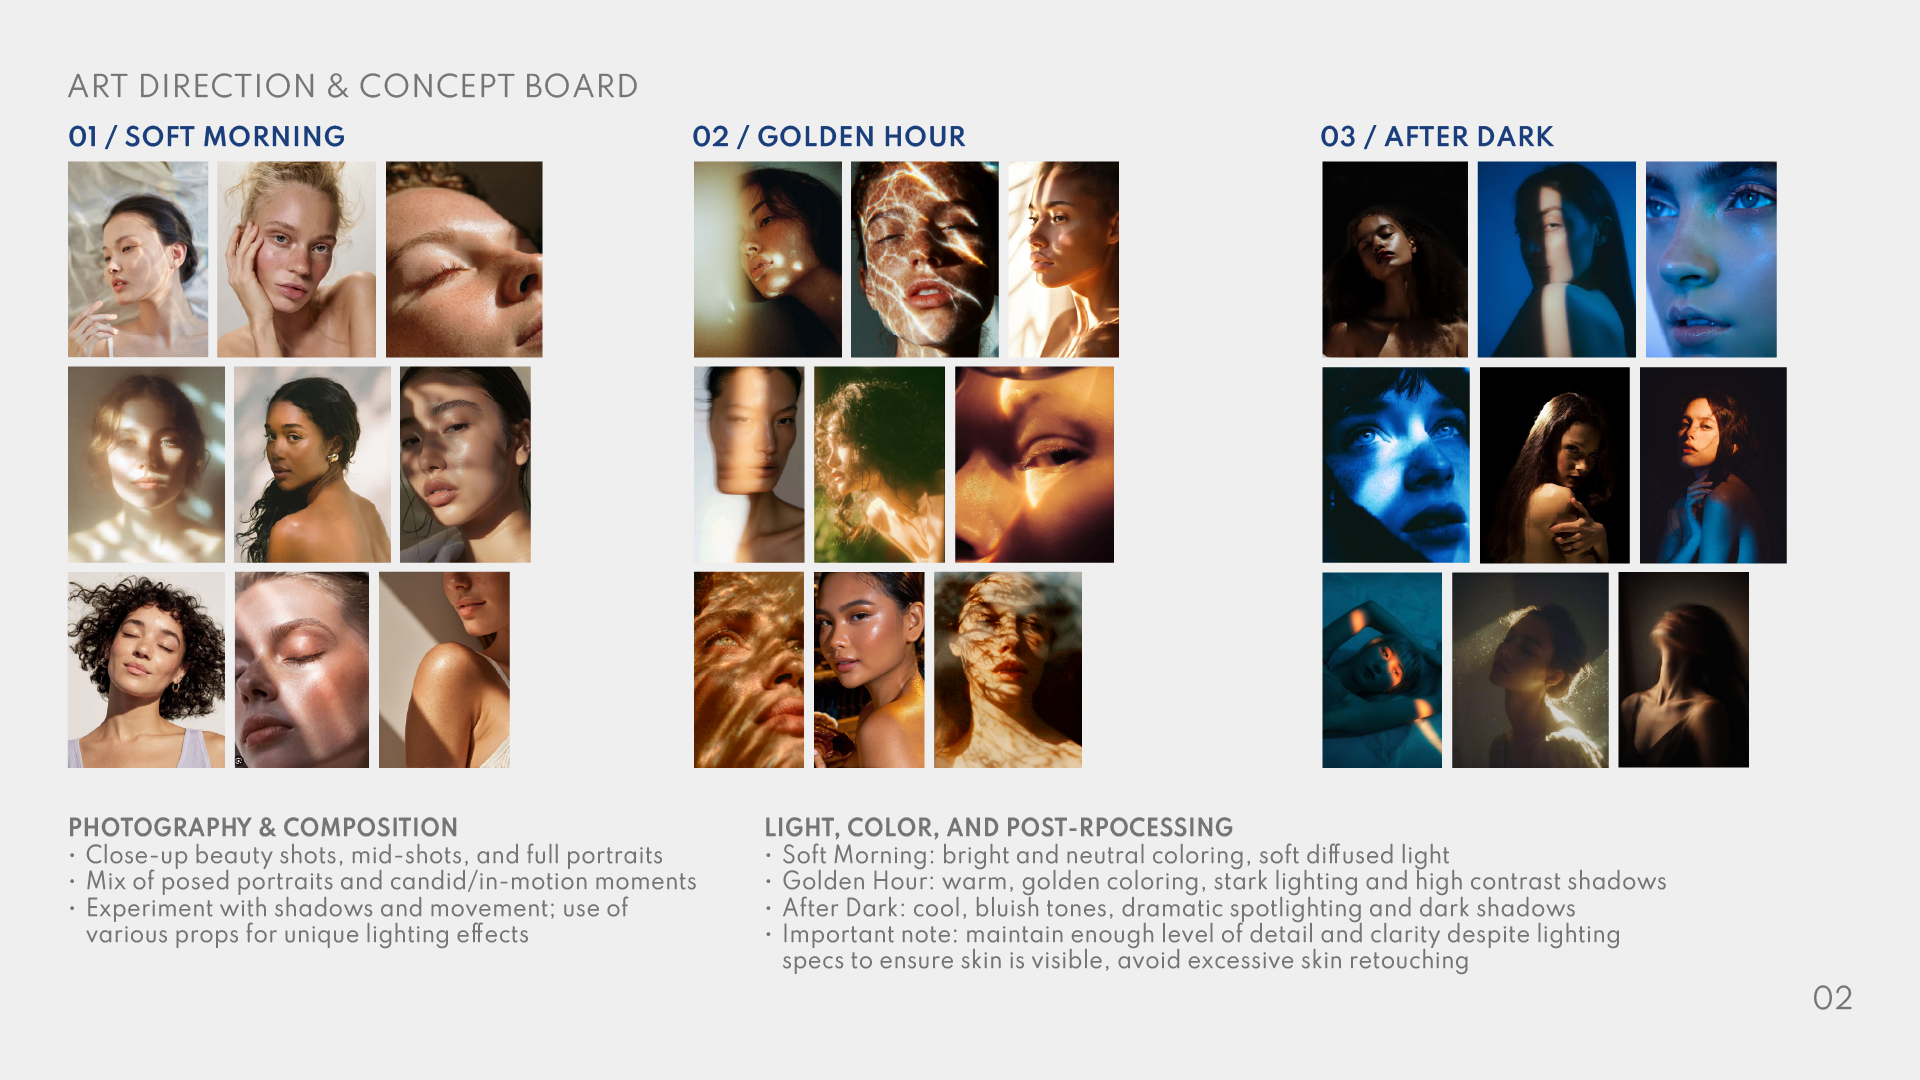 ART DIRECTION & CONCEPT BOARD
01 / SOFT MORNING
02 / GOLDEN HOUR
03 / AFTER DARK
PHOTOGRAPHY & COMPOSITION
• Close-up beauty shots, mid-shots, and full portraits
• Mix of posed portraits and candid/in-motion moments
• Experiment with shadows and movement; use of
various props for unique lighting effects
LIGHT, COLOR, AND POST-RPOCESSING
• Soft Morning: bright and neutral coloring, soft diffused light
• Golden Hour: warm, golden coloring, stark lighting and high contrast shadows
• After Dark: cool, bluish tones, dramatic spotlighting and dark shadows
• Important note: maintain enough level of detail and clarity despite lighting
specs to ensure skin is visible, avoid excessive skin retouching
02